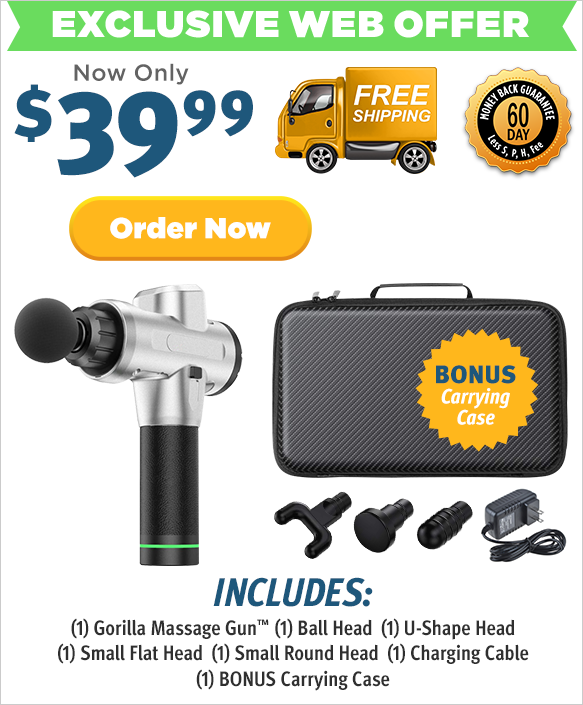 EXCLUSIVE WEB OFFER
Now Only
$39.99
FREE
SHIPPING
MONEY BACK GUARANTEE
60
DAY
Less S, P, H, Fee
Order Now
BONUS
Carrying
Case
INCLUDES:
(1) Gorilla Massage Gun™ (1) Ball Head (1) U-Shape Head
(1) Small Flat Head (1) Small Round Head (1) Charging Cable
(1) BONUS Carrying Case